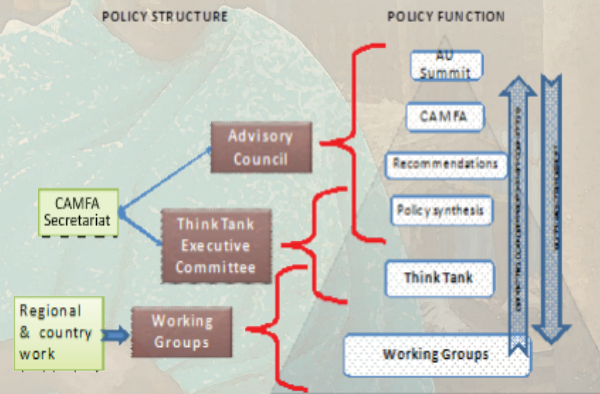 POLICY STRUCTURE
POLICY FUNCTION
AU
Summit
CAMFA
Advisory
Council
Recommendations
CAMFA
Secretariat
Policy synthesis
Think Tank
Executive
Committee
Think Tank
Regional
& country
work
Working
Groups
Working Groups